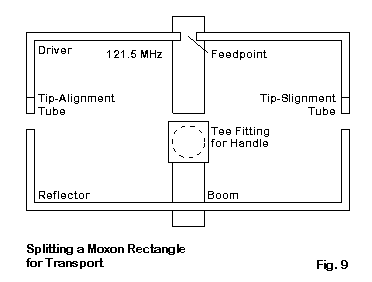 Driver
121.5 MHz
Feedpoint
Tip-Alignment
Tube
Tip-Slignment
Tube
Tee Fitting
for Handle
Reflector
Boom
Splitting a Moxon Rectangle
for Transport
Fig. 9